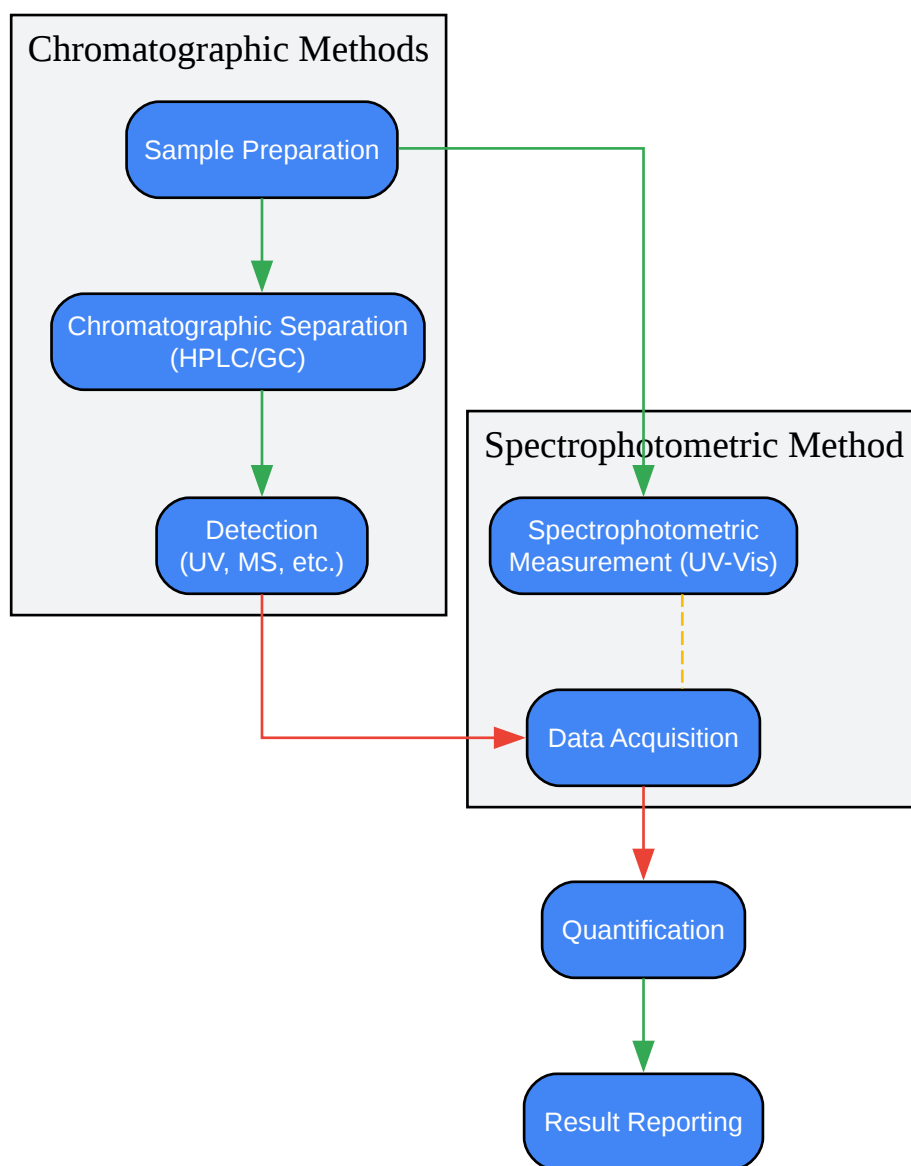 Chromatographic Methods
Sample Preparation
Chromatographic Separation
(HPLC/GC)
Detection
(UV, MS, etc.)
Spectrophotometric Method
Spectrophotometric
Measurement (UV-Vis)
Data Acquisition
Quantification
Result Reporting